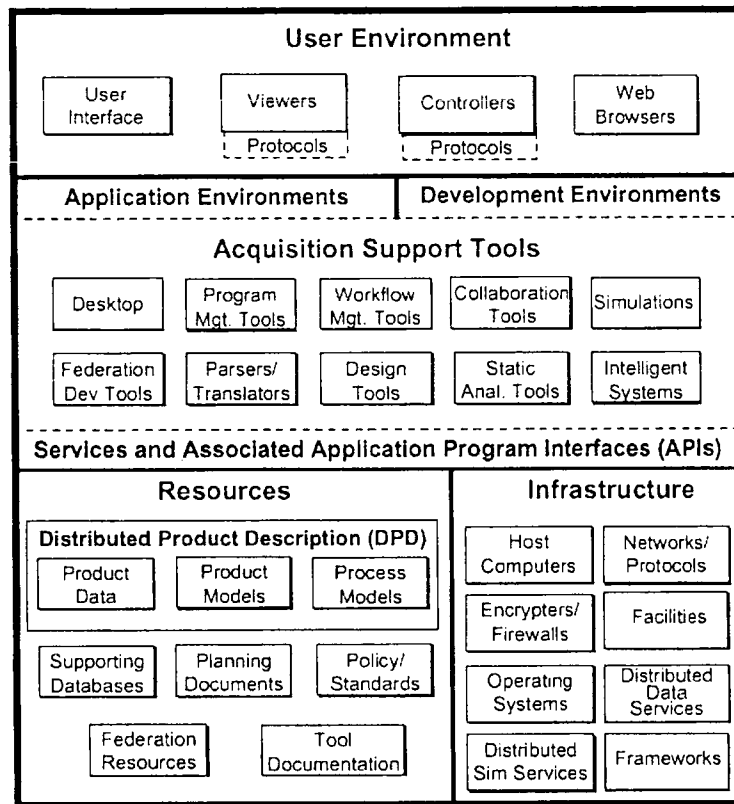 User Environment
User
Interface
Viewers
Protocols
Controllers
Protocols
Web
Browsers
Application Environments
Development Environments
Acquisition Support Tools
Desktop
Program
Mgt. Tools
Workflow
Mgt. Tools
Collaboration
Tools
Simulations
Federation
Dev Tools
Parsers/
Translators
Design
Tools
Static
Anal. Tools
Intelligent
Systems
Services and Associated Application Program Interfaces (APIs)
Resources
Distributed Product Description (DPD)
Product
Data
Product
Models
Process
Models
Supporting
Databases
Planning
Documents
Policy/
Standards
Federation
Resources
Tool
Documentation
Infrastructure
Host
Computers
Networks/
Protocols
Encrypters/
Firewalls
Facilities
Operating
Systems
Distributed
Data
Services
Distributed
Sim Services
Frameworks